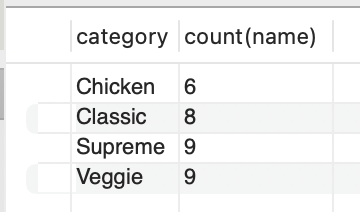 category count(name)
Chicken 6
Classic 8
Supreme 9
Veggie 9